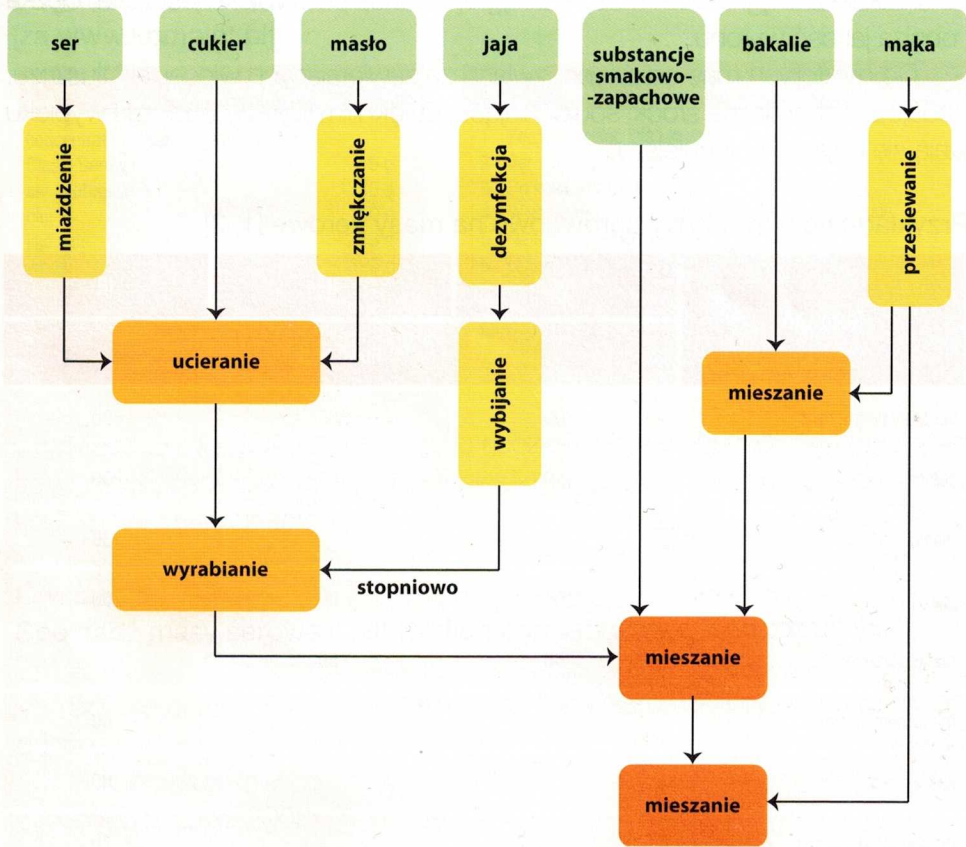 ser
cukier
masło
jaja
substancje
smakowo-
-zapachowe
bakalie
mąka
miażdżenie
zmiękczanie
dezynfekcja
przesiewanie
ucieranie
wybijanie
mieszanie
wyrabianie
stopniowo
mieszanie
mieszanie